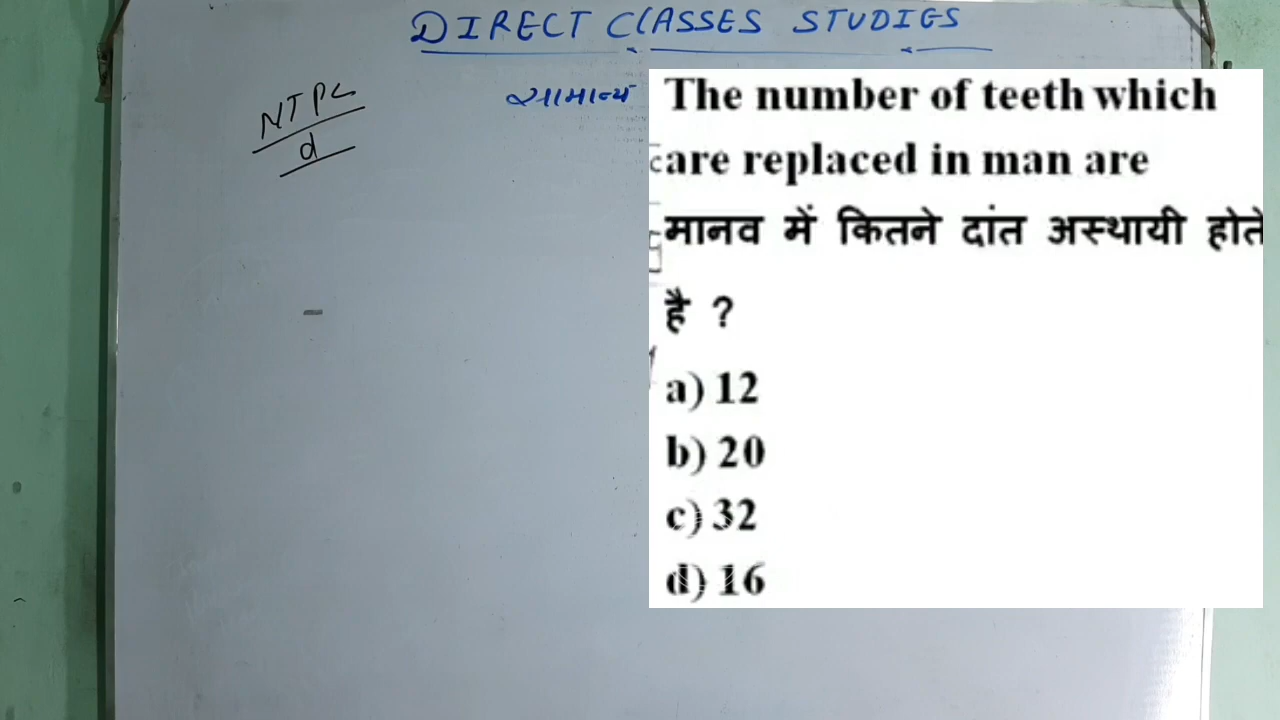 DIRECT CLASSES STUDIES
NTPC
d
सामान्य
The number of teeth which
are replaced in man are
मानव में कितने दांत अस्थायी होते
है ?
a) 12
b) 20
c) 32
d) 16